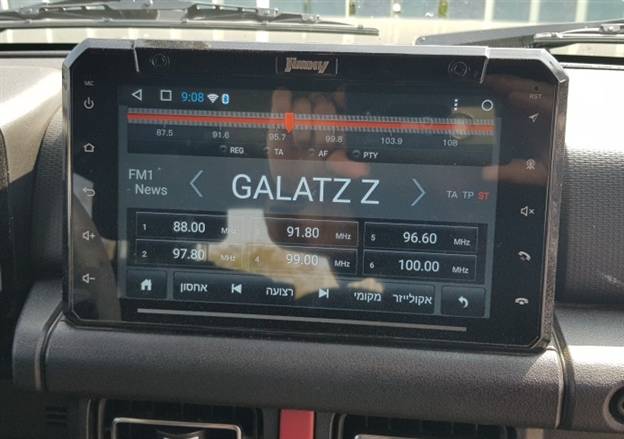 Jimny
MIC
RST
9:08
87.5 91.6 95.7 99.8 103.9 108
REG TA AF PTY
FM1
News
GALATZ Z
TA TP ST
1 88.00 MHz
91.80 MHz
5 96.60 MHz
2 97.80 MHz
4 99.00 MHz
6 100.00 MHz
אחסון רצועה מקומי אקולייזר